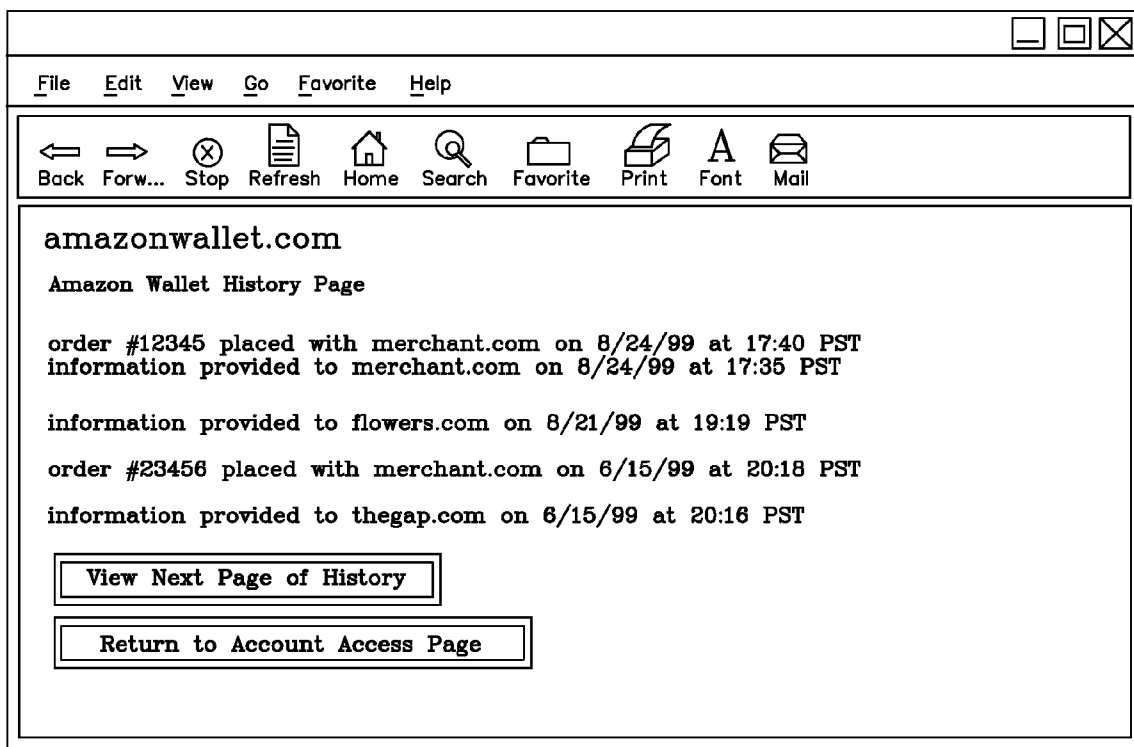 File Edit View Go Favorite Help
Back Forw... Stop Refresh Home Search Favorite Print A Font Mail
amazonwallet.com
Amazon Wallet History Page
order #12345 placed with merchant.com on 8/24/99 at 17:40 PST
information provided to merchant.com on 8/24/99 at 17:35 PST
information provided to flowers.com on 8/21/99 at 19:19 PST
order #23456 placed with merchant.com on 6/15/99 at 20:18 PST
information provided to thegap.com on 6/15/99 at 20:16 PST
View Next Page of History
Return to Account Access Page